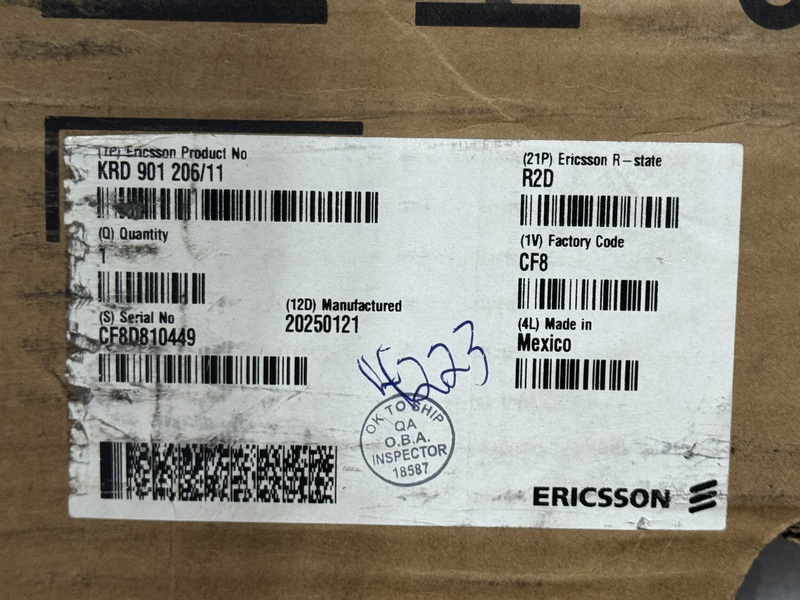 (1P) Ericsson Product No
KRD 901 206/11
(Q) Quantity
1
(S) Serial No
CF8D810449
(12D) Manufactured
20250121
(21P) Ericsson R-state
R2D
(1V) Factory Code
CF8
(4L) Made in
Mexico
OK TO SHIP
QA
O.B.A.
INSPECTOR
18587
ERICSSON